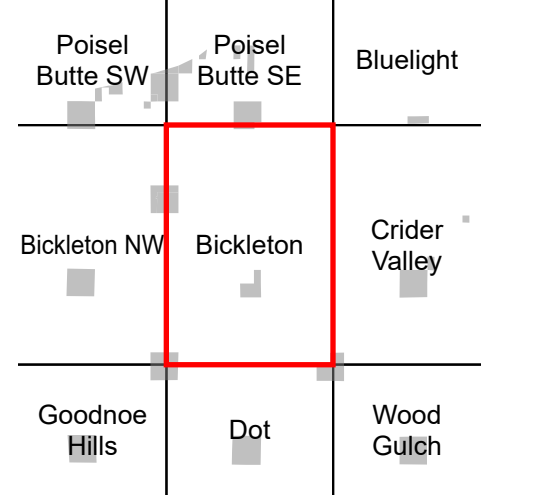 Poisel
Butte SW
Poisel
Butte SE
Bluelight
Bickleton NW
Bickleton
Crider
Valley
Goodnoe
Hills
Dot
Wood
Gulch